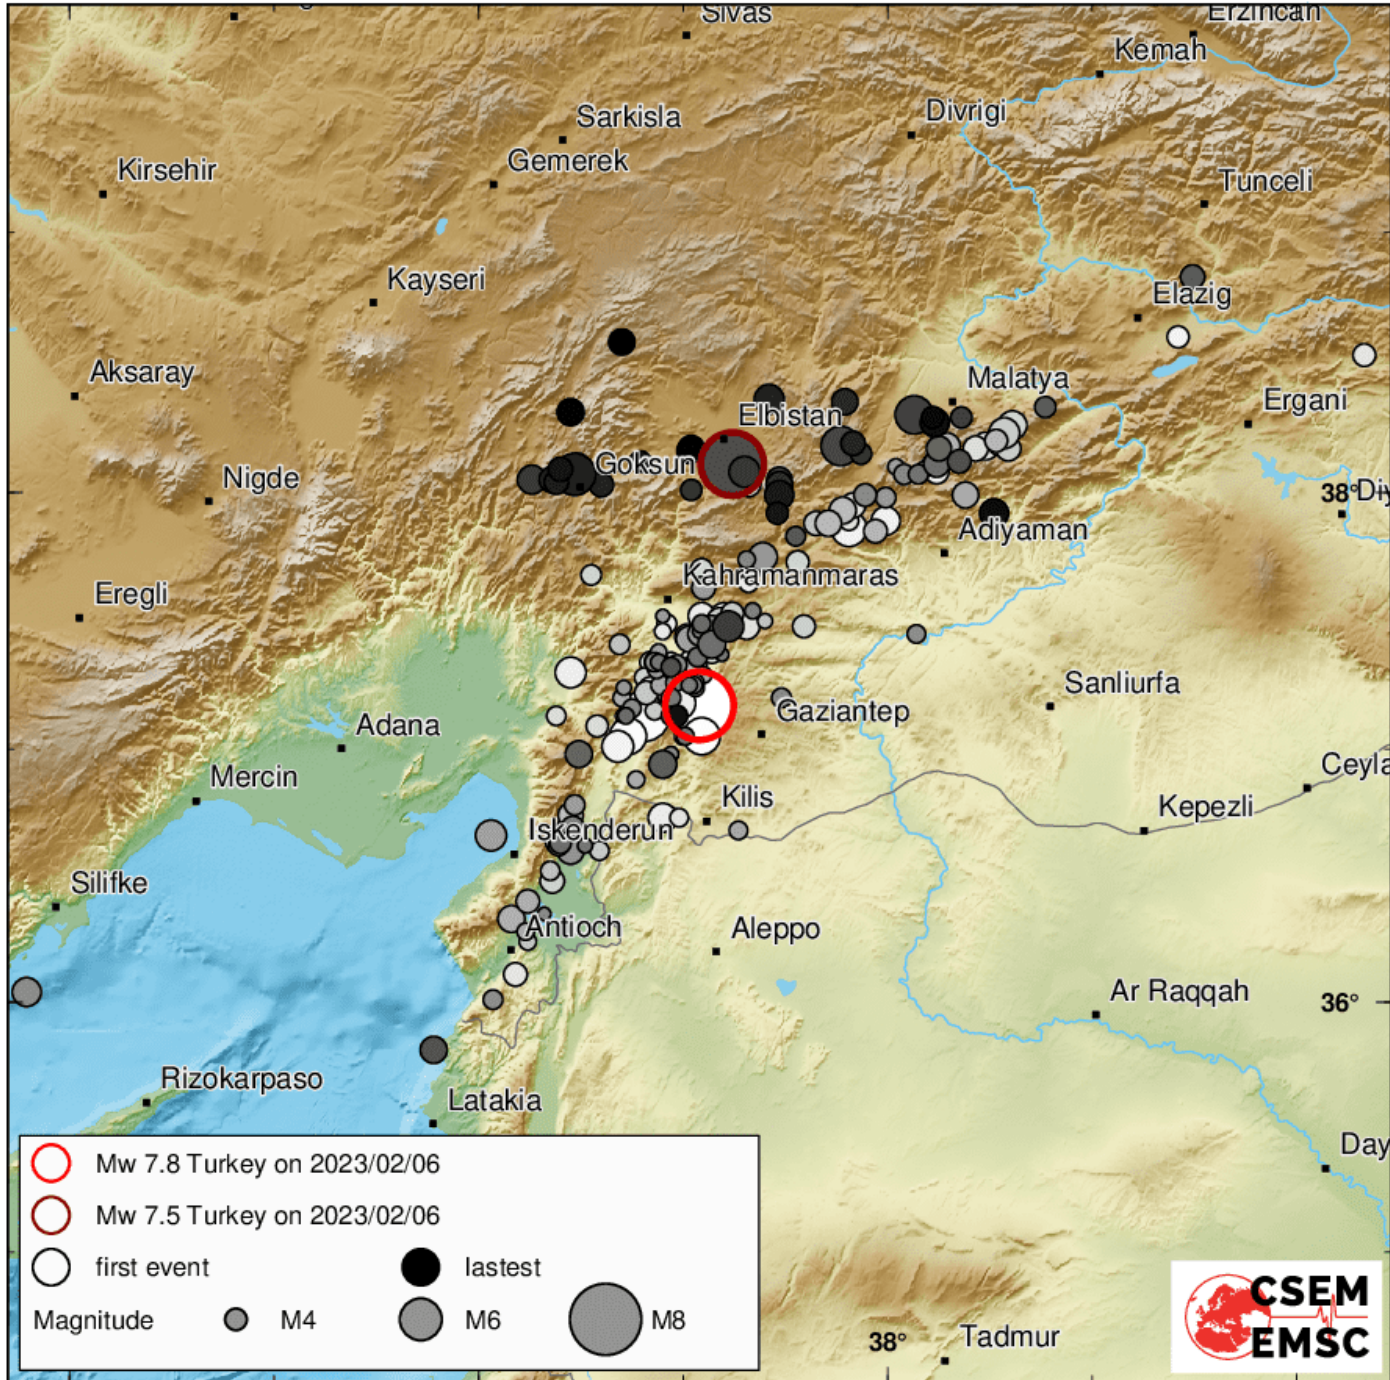 Sivas
Erzincan
Kemah
Sarkisla
Divrigi
Gemerek
Kirsehir
Tunceli
Kayseri
Elazig
Aksaray
Malatya
Ergani
Elbistan
Goksun
Nigde
38°
Diy
Adiyaman
Kahramanmaras
Eregli
Sanliurfa
Gaziantep
Adana
Mercin
Ceyla
Kilis
Kepezli
Iskenderun
Silifke
Antioch
Aleppo
Ar Raqqah
36°
Rizokarpaso
Latakia
Day
Mw 7.8 Turkey on 2023/02/06
Mw 7.5 Turkey on 2023/02/06
first event
lastest
Magnitude
M4
M6
M8
38°
Tadmur
CSEM
EMSC